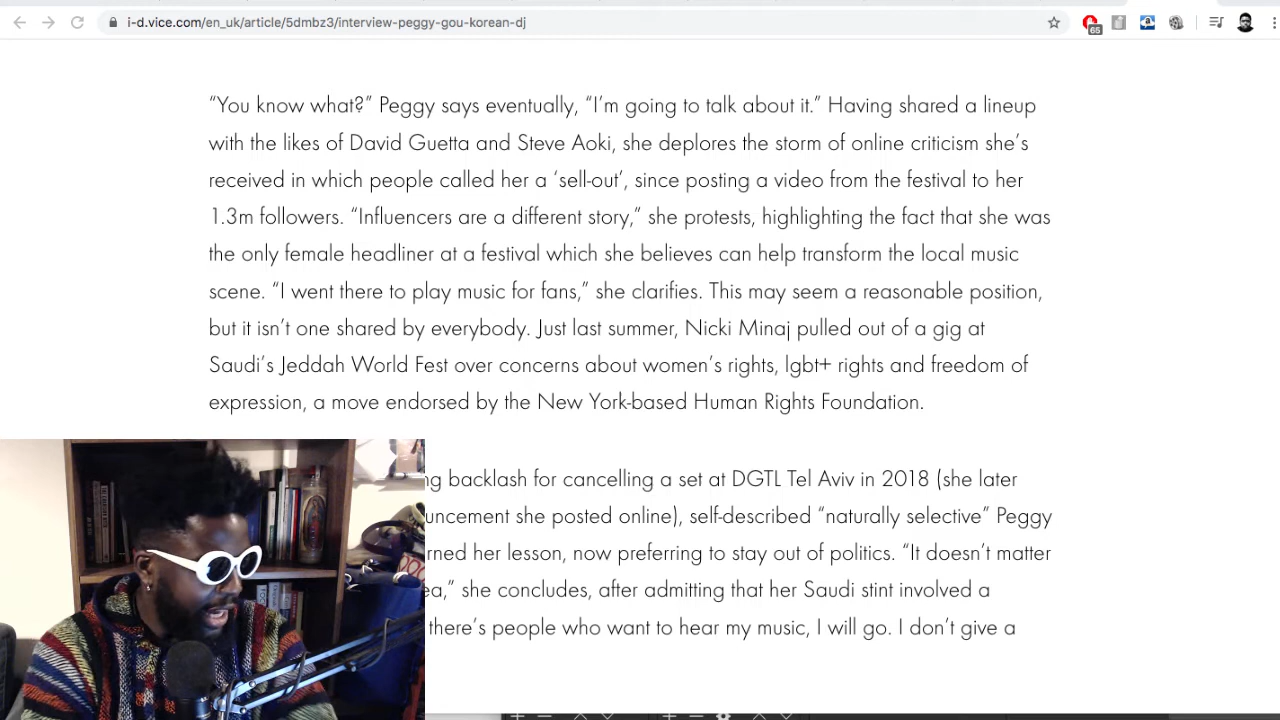 i-d.vice.com/en_uk/article/5dmbz3/interview-peggy-gou-korean-dj
65
“You know what?” Peggy says eventually, “I’m going to talk about it.” Having shared a lineup
with the likes of David Guetta and Steve Aoki, she deplores the storm of online criticism she’s
received in which people called her a ‘sell-out’, since posting a video from the festival to her
1.3m followers. “Influencers are a different story,” she protests, highlighting the fact that she was
the only female headliner at a festival which she believes can help transform the local music
scene. “I went there to play music for fans,” she clarifies. This may seem a reasonable position,
but it isn’t one shared by everybody. Just last summer, Nicki Minaj pulled out of a gig at
Saudi’s Jeddah World Fest over concerns about women’s rights, lgbt+ rights and freedom of
expression, a move endorsed by the New York-based Human Rights Foundation.
ng backlash for cancelling a set at DGTL Tel Aviv in 2018 (she later
uncement she posted online), self-described “naturally selective” Peggy
rned her lesson, now preferring to stay out of politics. “It doesn’t matter
ea,” she concludes, after admitting that her Saudi stint involved a
there’s people who want to hear my music, I will go. I don’t give a